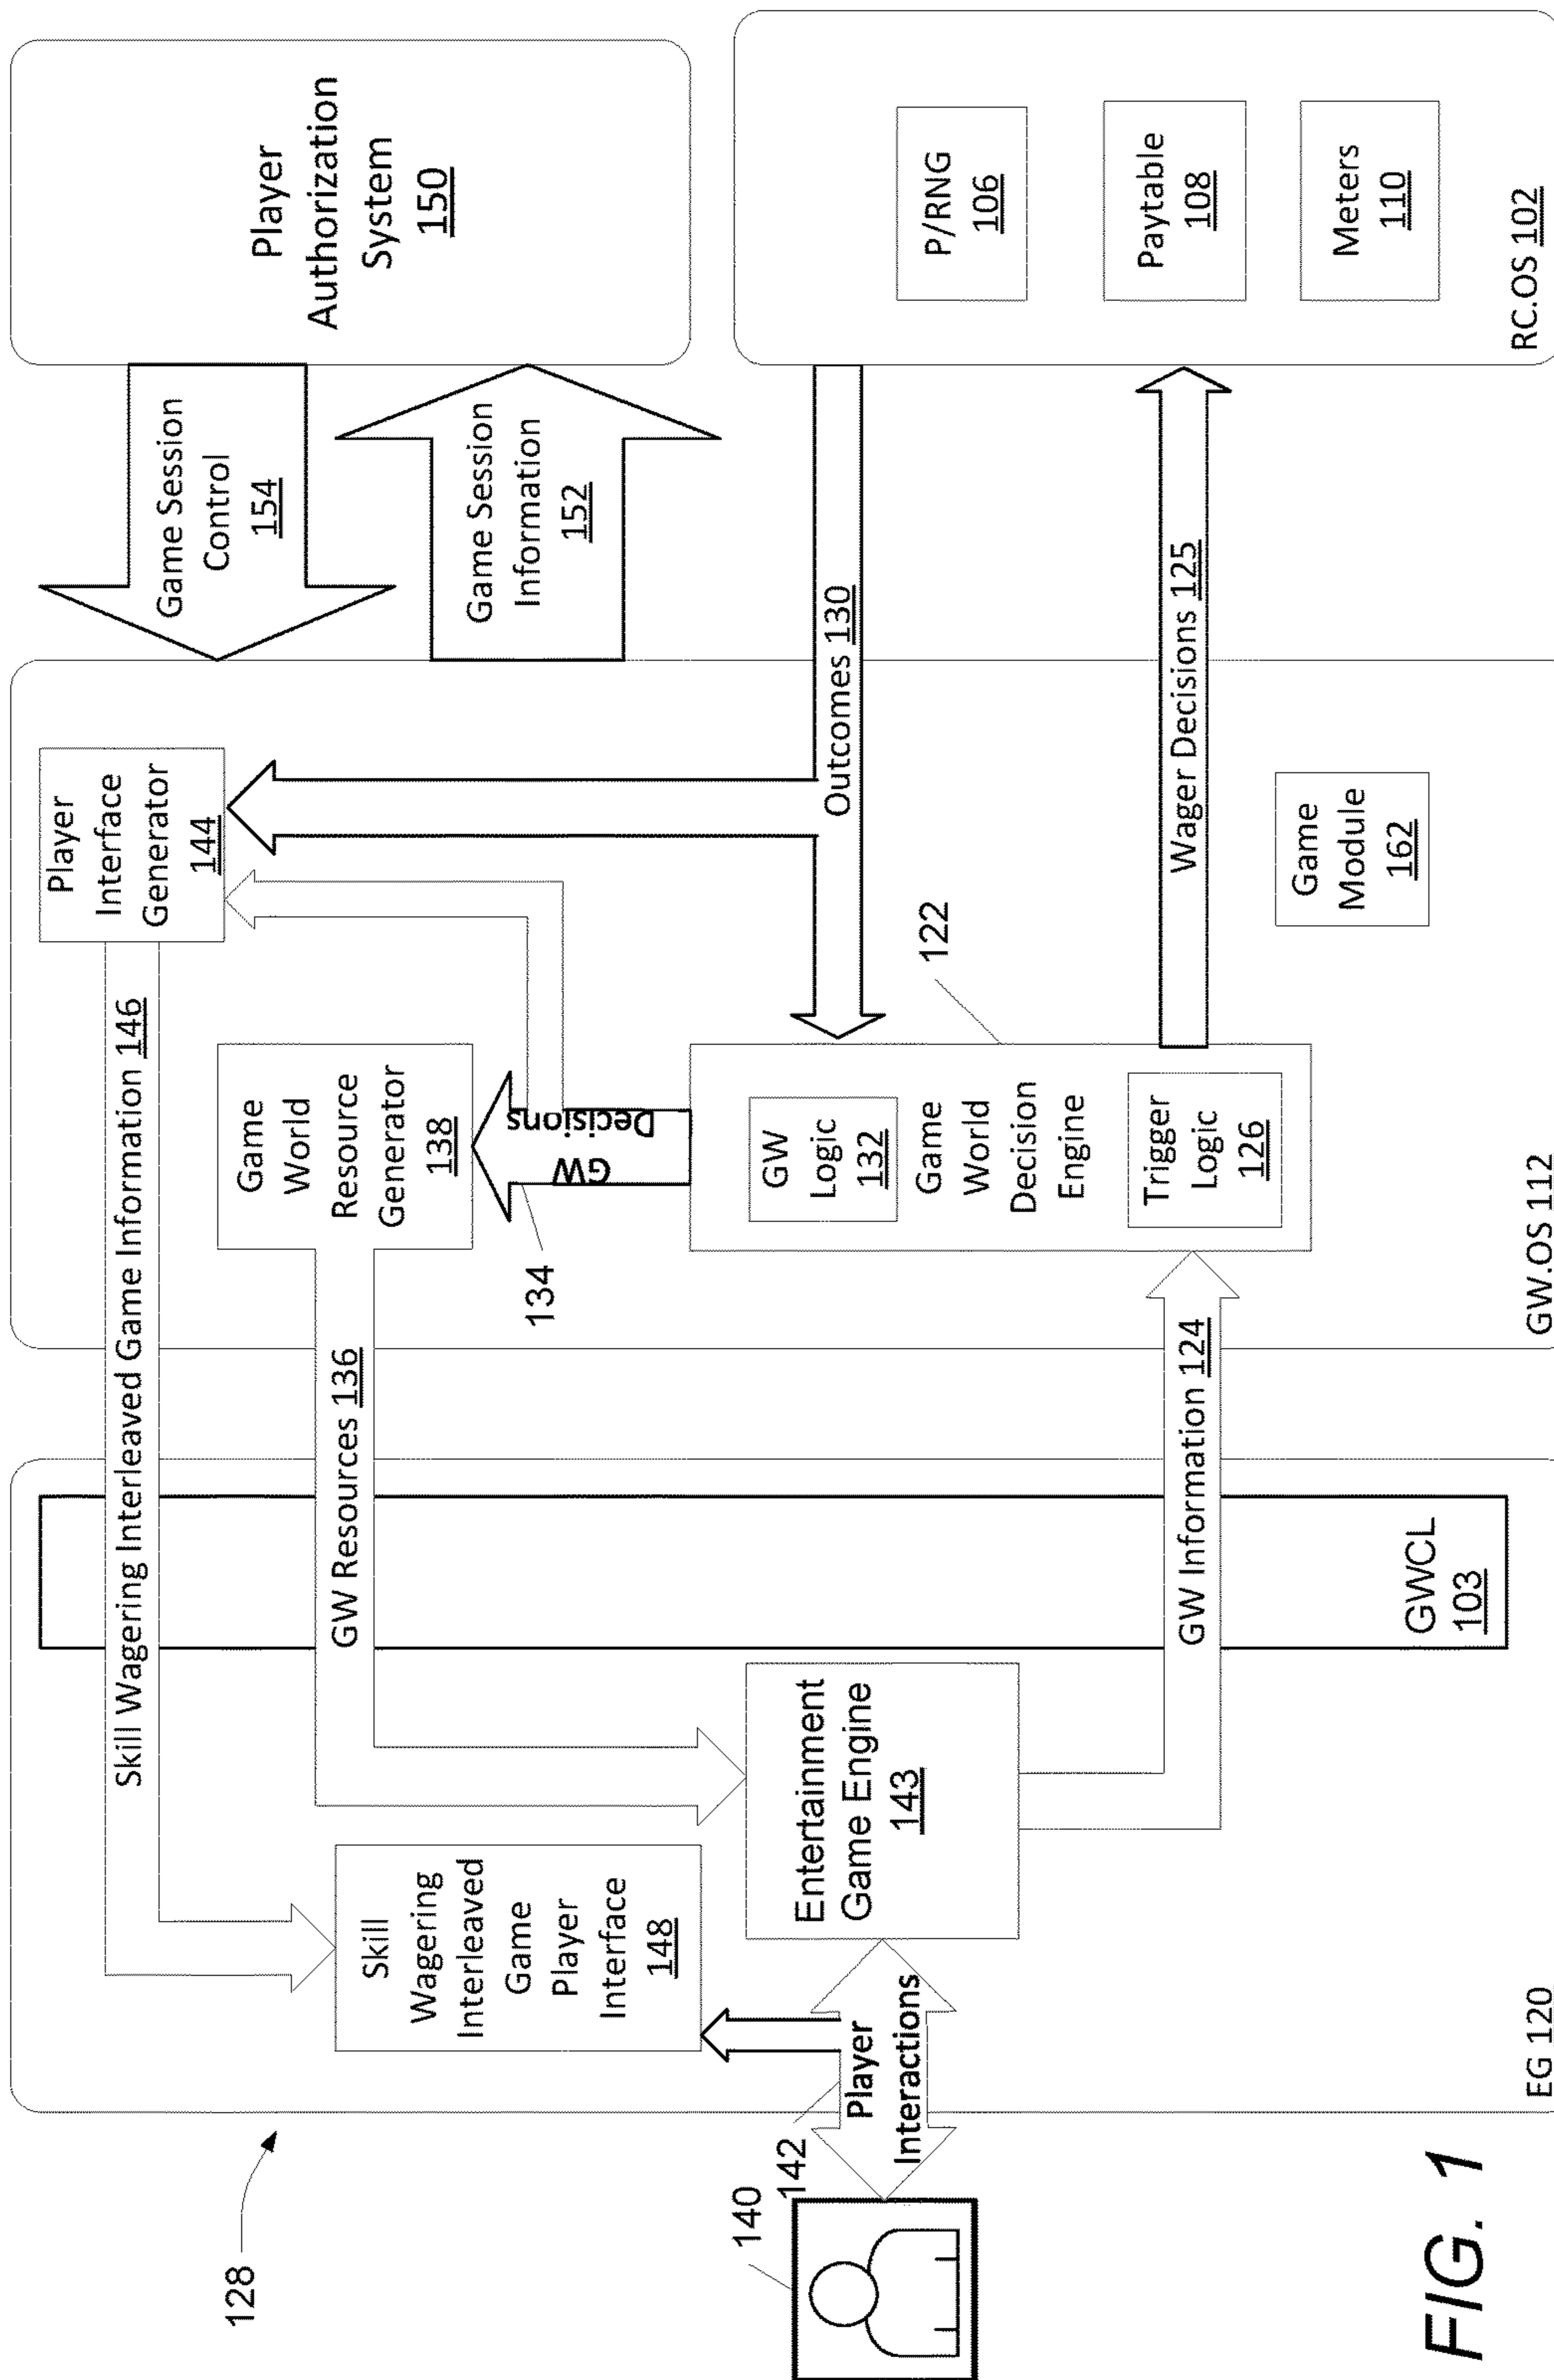 128
Skill Wagering Interleaved Game Information 146
Player
Interface
Generator
144
Game Session
Control
154
Game Session
Information
152
Player
Authorization
System
150
Skill
Wagering
Interleaved
Game
Player
Interface
148
GW Resources 136
Game
World
Resource
Generator
138
134
GW
Decisions
140
142
Player
Interactions
Entertainment
Game Engine
143
GW
Logic
132
Game
World
Decision
Engine
Trigger
Logic
126
122
Outcomes 130
Wager Decisions 125
P/RNG
106
Paytable
108
Meters
110
GW Information 124
Game
Module
162
GWCL
103
EG 120
GW.OS 112
RC.OS 102
FIG. 1